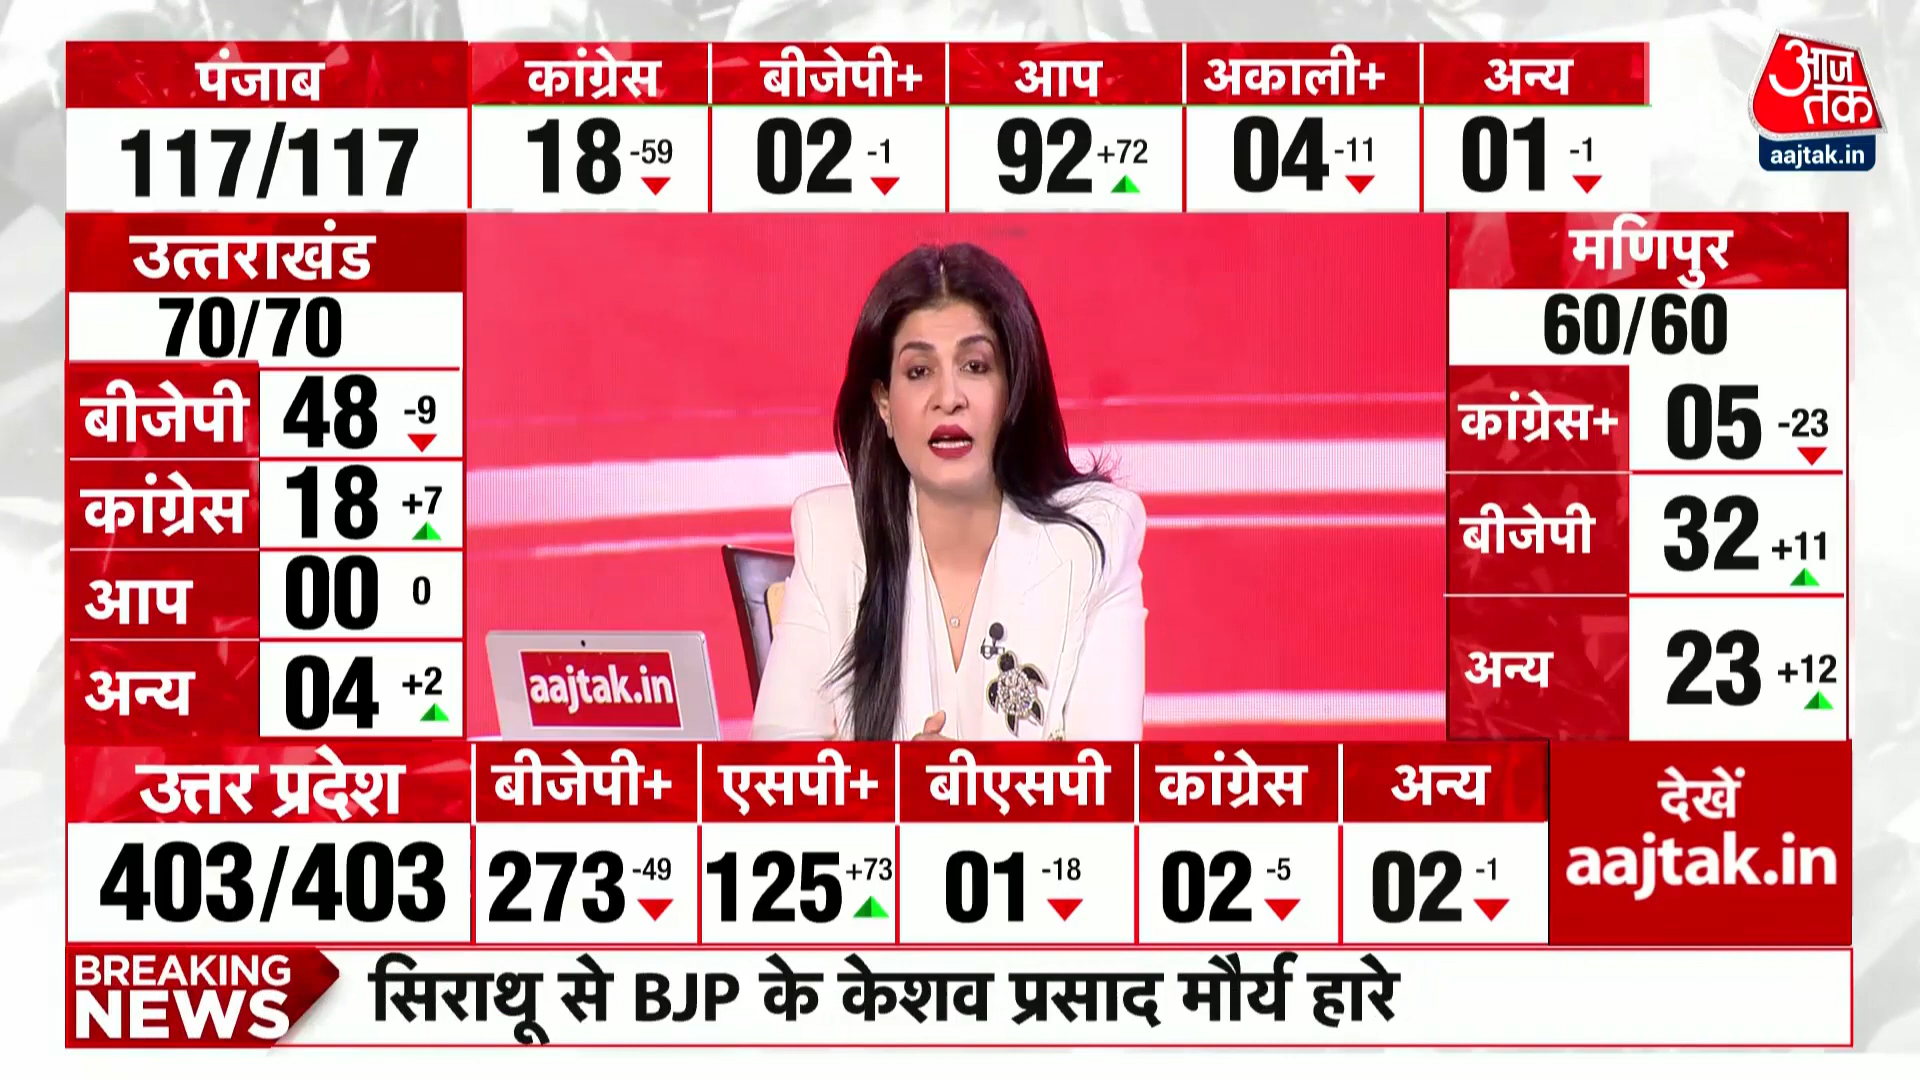 पंजाब
117/117
कांग्रेस
18 -59
बीजेपी+
02 -1
आप
92 +72
अकाली+
04 -11
अन्य
01 -1
आज
तक
aajtak.in
उत्तराखंड
70/70
बीजेपी 48 -9
कांग्रेस 18 +7
आप 00 0
अन्य 04 +2
aajtak.in
मणिपुर
60/60
कांग्रेस+ 05 -23
बीजेपी 32 +11
अन्य 23 +12
उत्तर प्रदेश
403/403
बीजेपी+
273 -49
एसपी+
125 +73
बीएसपी
01 -18
कांग्रेस
02 -5
अन्य
02 -1
देखें
aajtak.in
BREAKING
NEWS
सिराथू से BJP के केशव प्रसाद मौर्य हारे